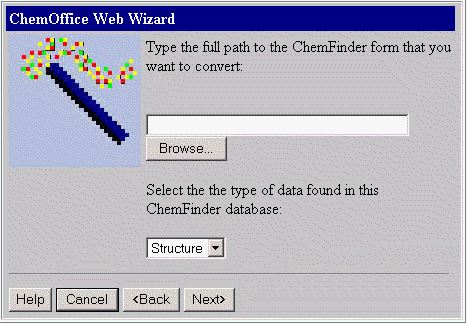 ChemOffice Web Wizard
Type the full path to the ChemFinder form that you
want to convert:
Browse...
Select the the type of data found in this
ChemFinder database:
Structure
Help Cancel <Back Next>